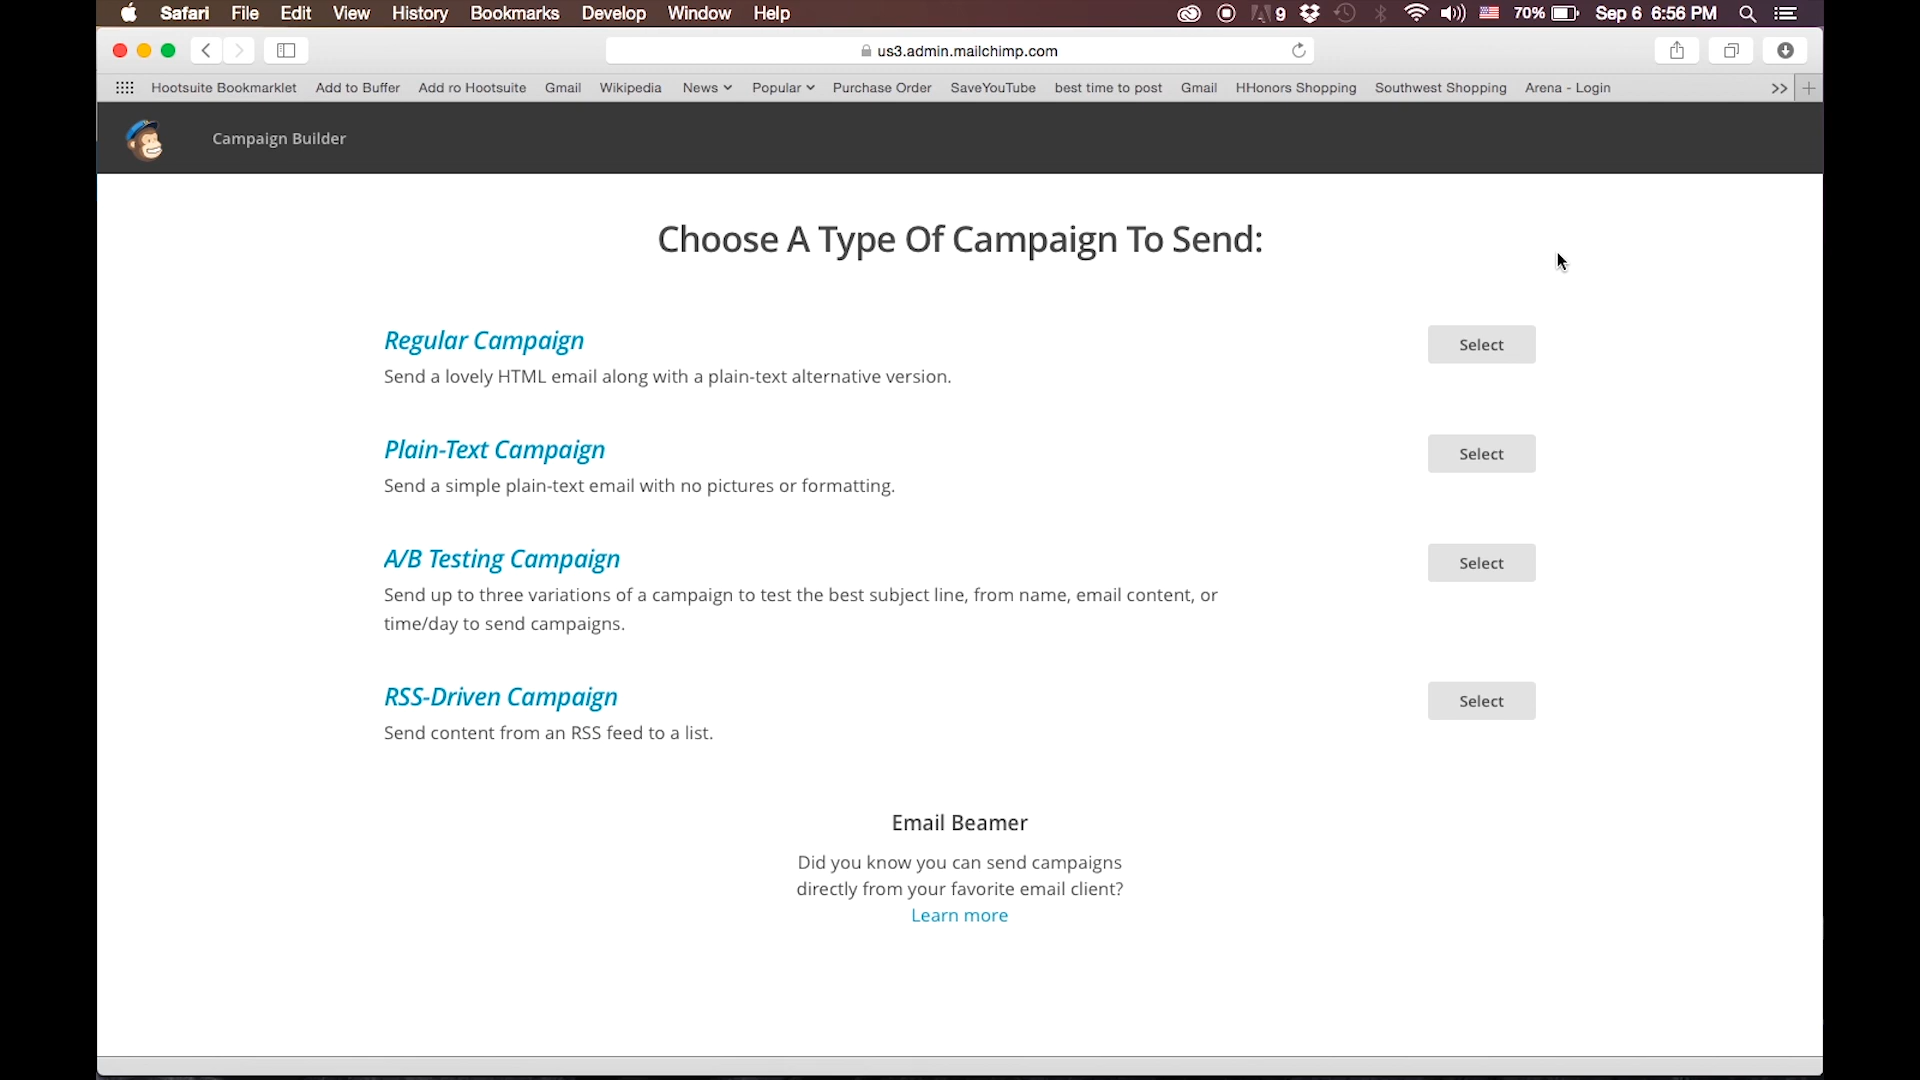 Safari File Edit View History Bookmarks Develop Window Help 9 70% Sep 6 6:56 PM
us3.admin.mailchimp.com
Hootsuite Bookmarklet Add to Buffer Add ro Hootsuite Gmail Wikipedia News Popular Purchase Order SaveYouTube best time to post Gmail HHonors Shopping Southwest Shopping Arena - Login >> +
Campaign Builder
Choose A Type Of Campaign To Send:
Regular Campaign
Select
Send a lovely HTML email along with a plain-text alternative version.
Plain-Text Campaign
Select
Send a simple plain-text email with no pictures or formatting.
A/B Testing Campaign
Select
Send up to three variations of a campaign to test the best subject line, from name, email content, or
time/day to send campaigns.
RSS-Driven Campaign
Select
Send content from an RSS feed to a list.
Email Beamer
Did you know you can send campaigns
directly from your favorite email client?
Learn more